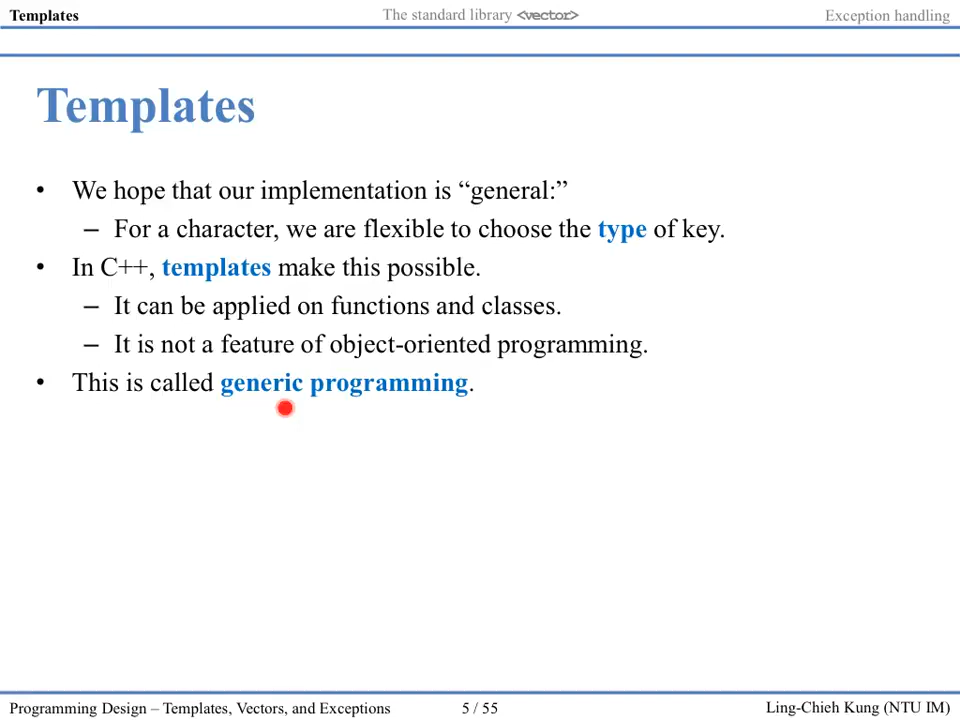 Templates The standard library <vector> Exception handling
Templates
• We hope that our implementation is “general:”
– For a character, we are flexible to choose the type of key.
• In C++, templates make this possible.
– It can be applied on functions and classes.
– It is not a feature of object-oriented programming.
• This is called generic programming.
Programming Design – Templates, Vectors, and Exceptions 5 / 55 Ling-Chieh Kung (NTU IM)